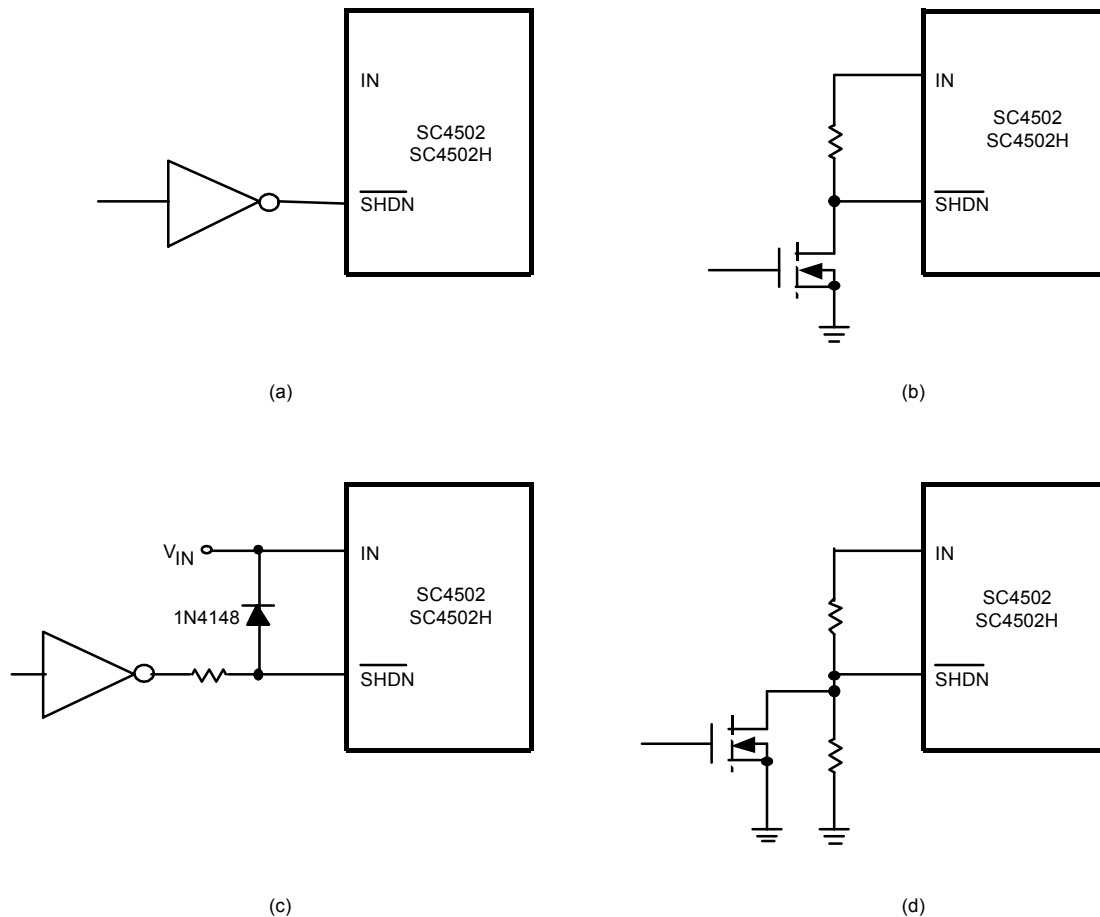 IN
SC4502
SC4502H
SHDN
(a)
IN
SC4502
SC4502H
SHDN
(b)
VIN
IN
1N4148
SC4502
SC4502H
SHDN
(c)
IN
SC4502
SC4502H
SHDN
(d)